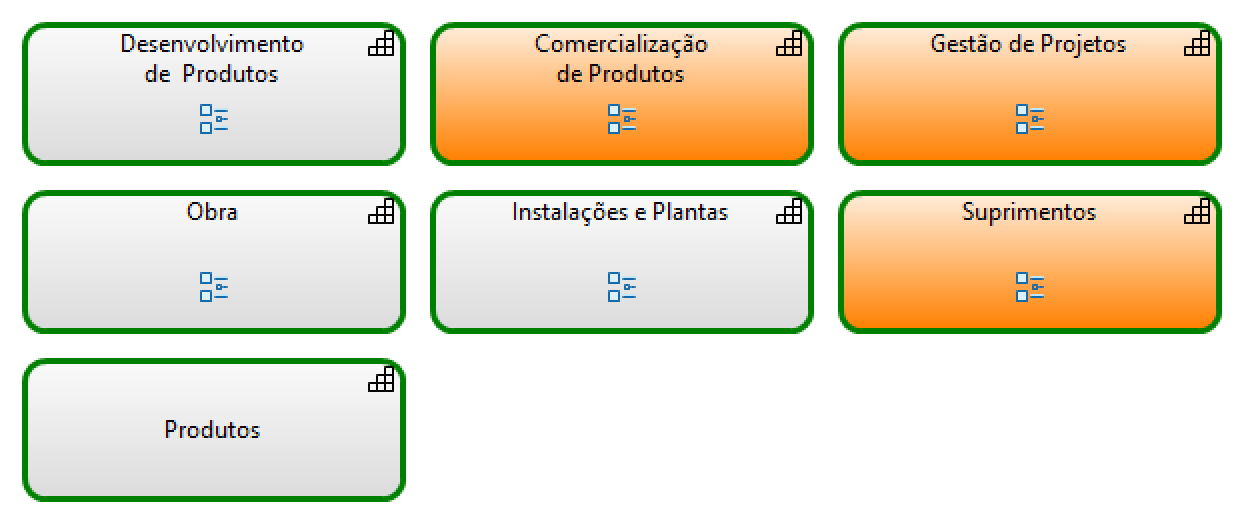 Desenvolvimento
de  Produtos
Comercialização
de Produtos
Gestão de Projetos
Obra
Instalações e Plantas
Suprimentos
Produtos